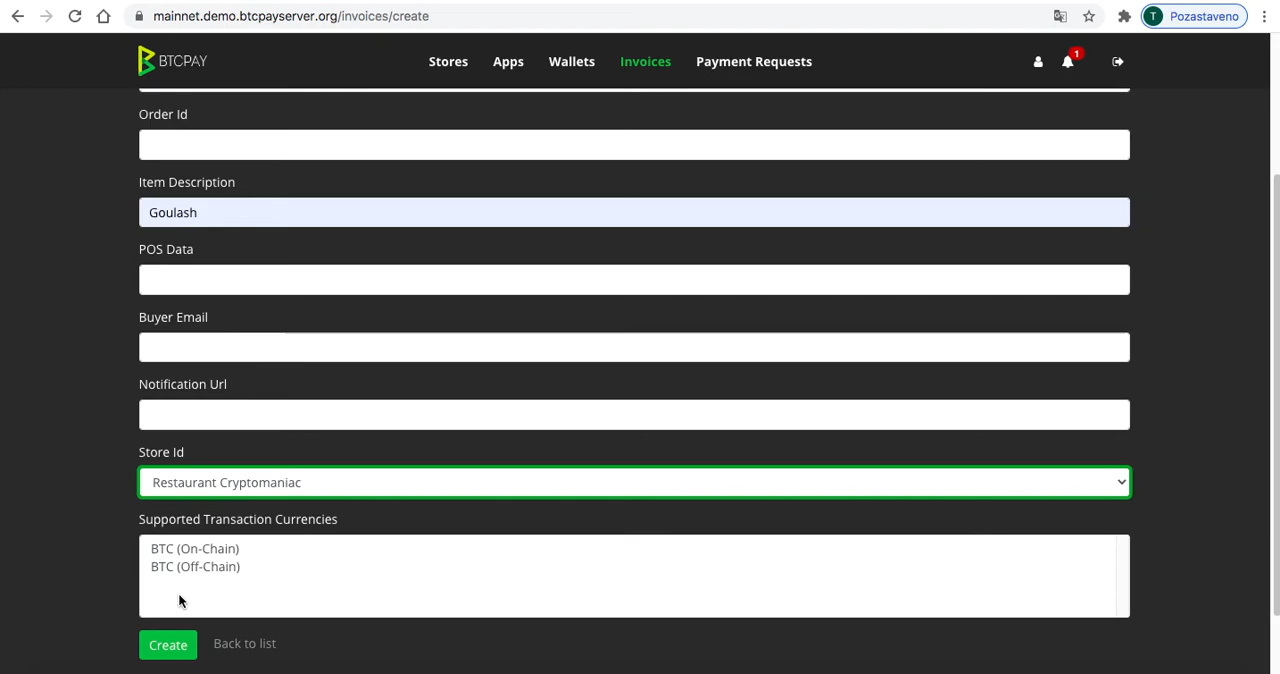 mainnet.demo.btcpayserver.org/invoices/create
T Pozastaveno
BTCPAY Stores Apps Wallets Invoices Payment Requests 1
Order Id
Item Description
Goulash
POS Data
Buyer Email
Notification Url
Store Id
Restaurant Cryptomaniac
Supported Transaction Currencies
BTC (On-Chain)
BTC (Off-Chain)
Create Back to list